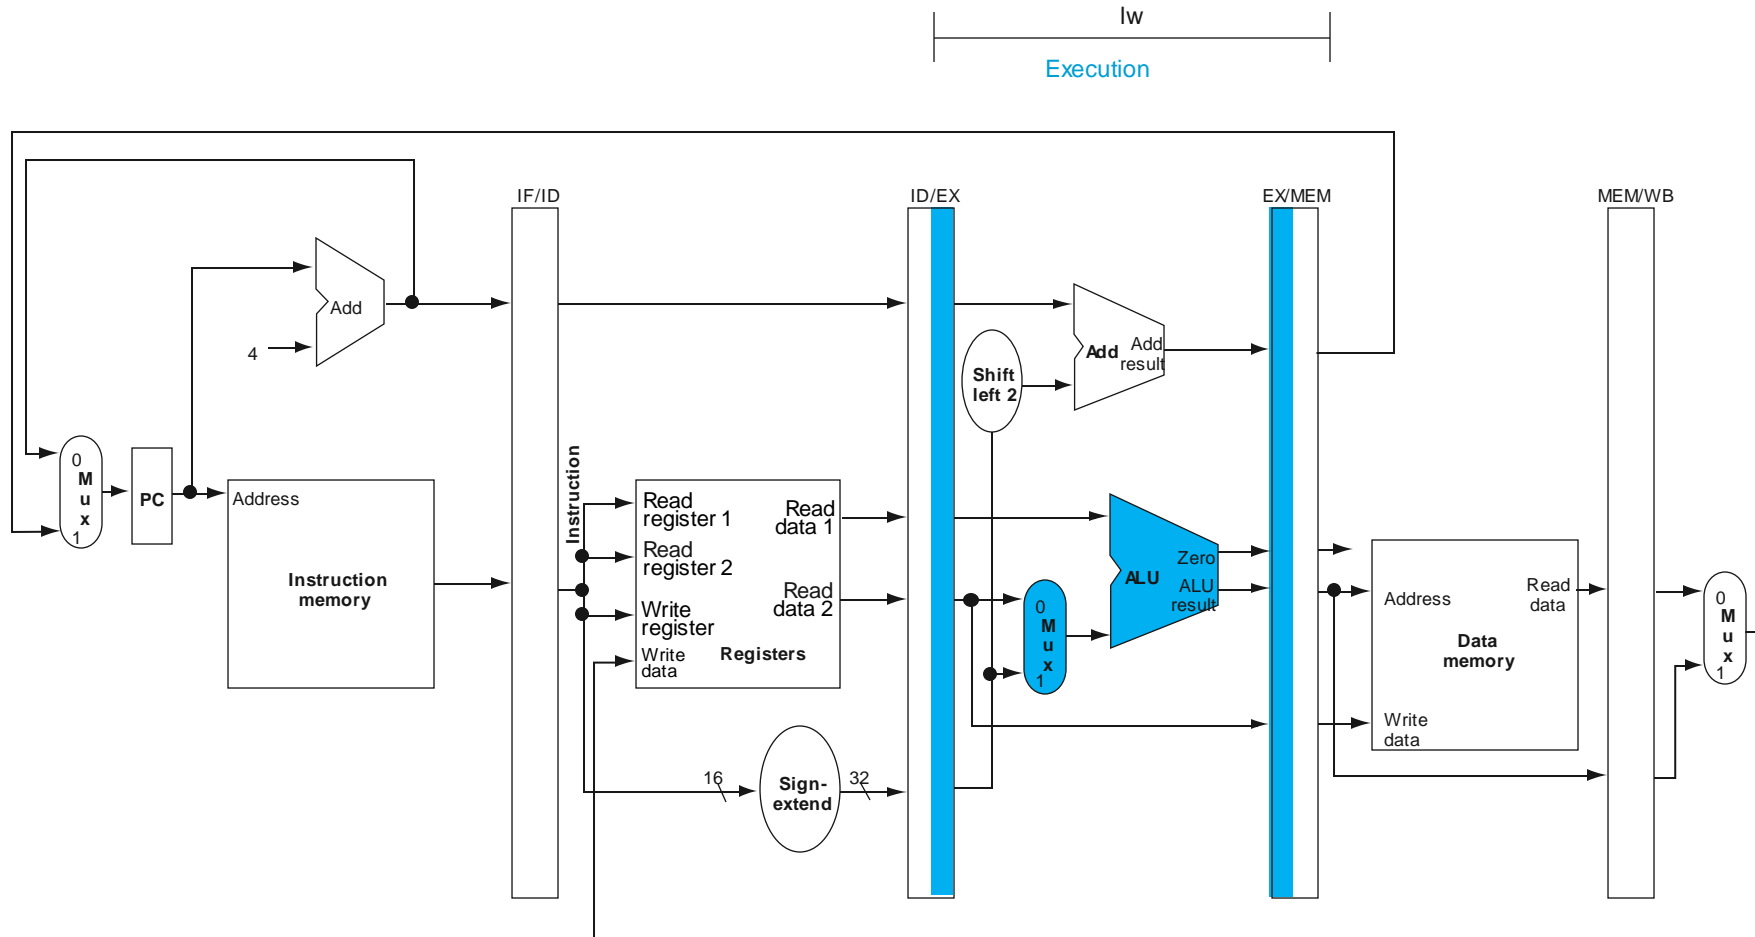 lw
Execution
IF/ID
ID/EX
EX/MEM
MEM/WB
Add
4
Add
Add
result
Shift
left 2
0
M
u
x
1
PC
Address
Instruction
memory
Instruction
Read
register 1
Read
register 2
Write
register
Write
data
Read
data 1
Read
data 2
Registers
16
Sign-
extend
32
0
M
u
x
1
ALU
Zero
ALU
result
Address
Read
data
Data
memory
Write
data
0
M
u
x
1